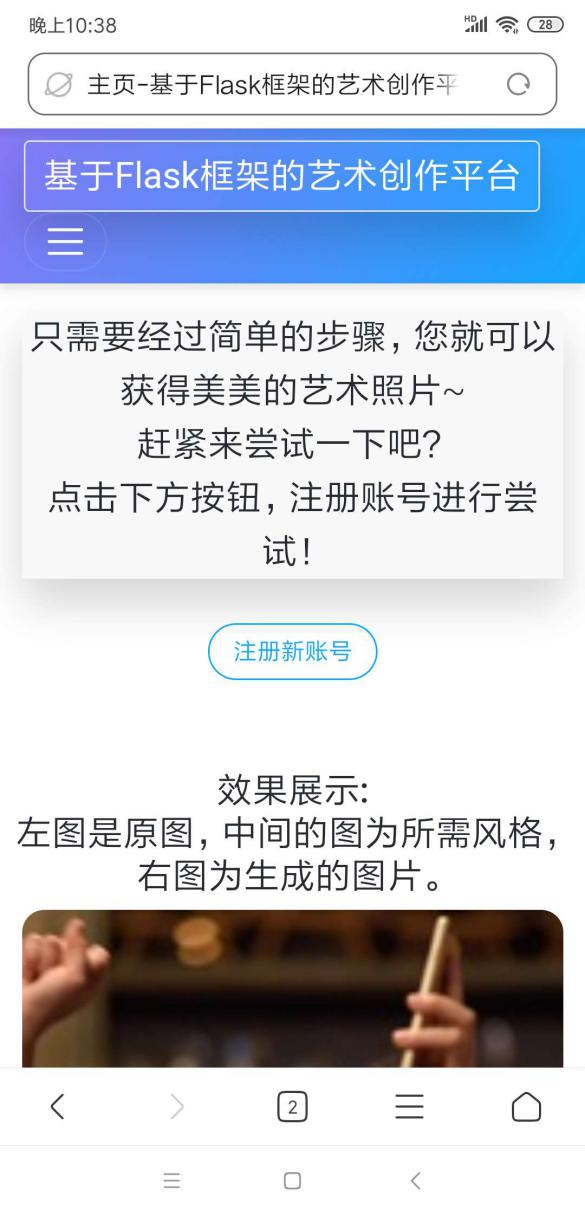 晚上10:38
HD
28
主页-基于Flask框架的艺术创作平
基于Flask框架的艺术创作平台
只需要经过简单的步骤，您就可以
获得美美的艺术照片~
赶紧来尝试一下吧？
点击下方按钮，注册账号进行尝
试！
注册新账号
效果展示:
左图是原图，中间的图为所需风格，
右图为生成的图片。
2